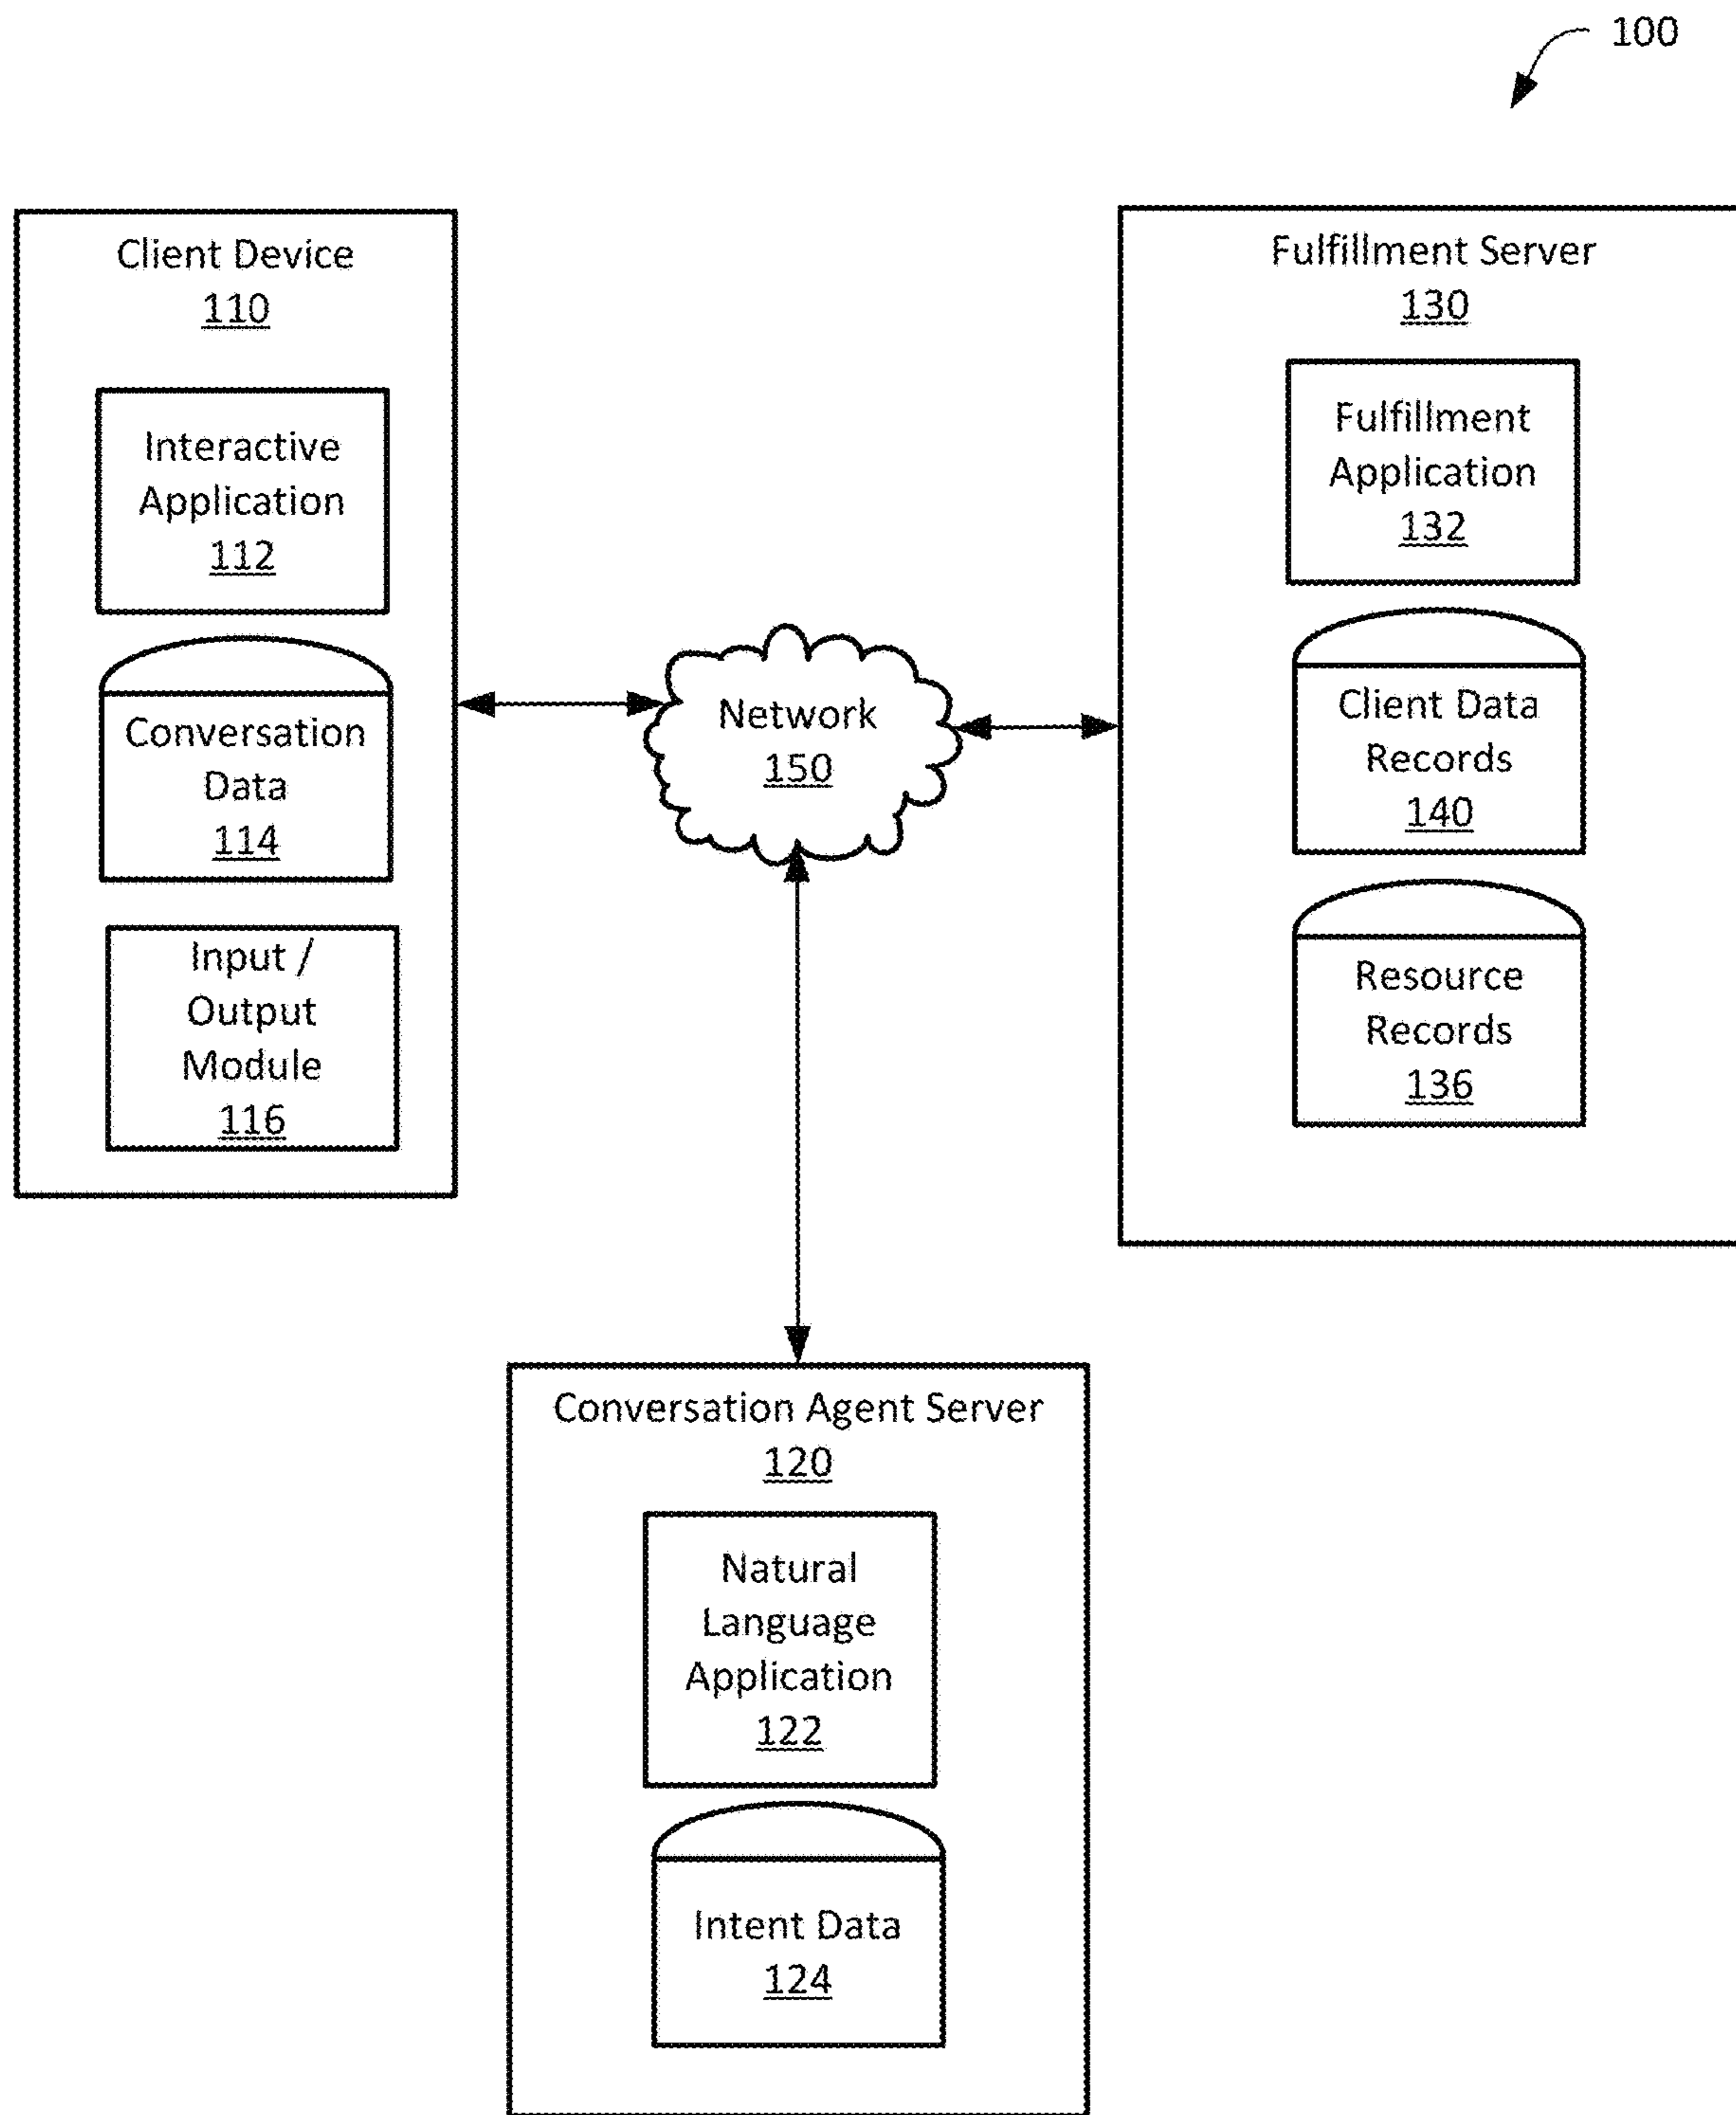 100
Client Device
110
Interactive
Application
112
Conversation
Data
114
Input /
Output
Module
116
Network
150
Fulfillment Server
130
Fulfillment
Application
132
Client Data
Records
140
Resource
Records
136
Conversation Agent Server
120
Natural
Language
Application
122
Intent Data
124